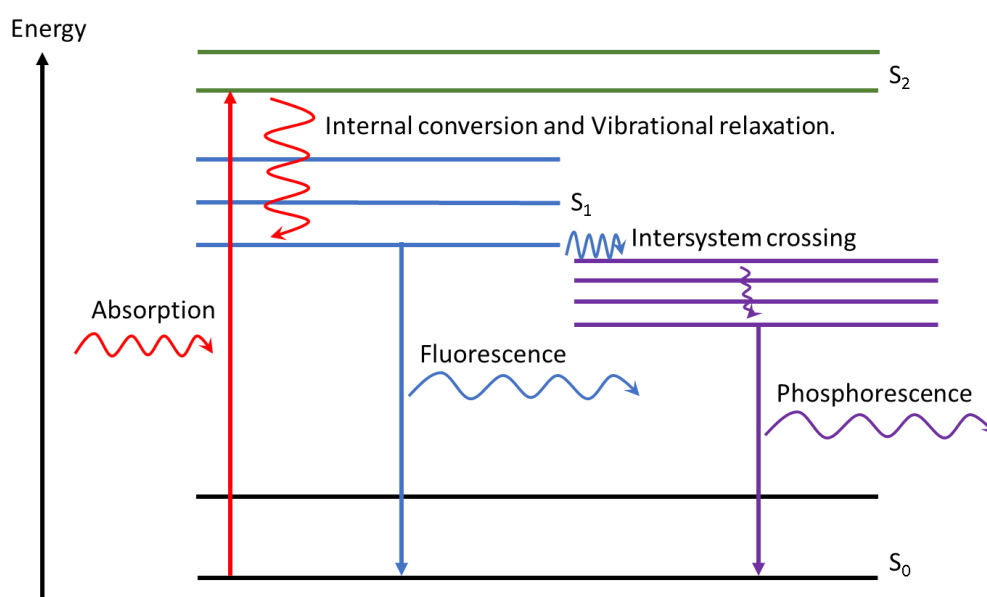 Energy
S₂
Internal conversion and Vibrational relaxation.
S₁
Intersystem crossing
Absorption
Fluorescence
Phosphorescence
S₀